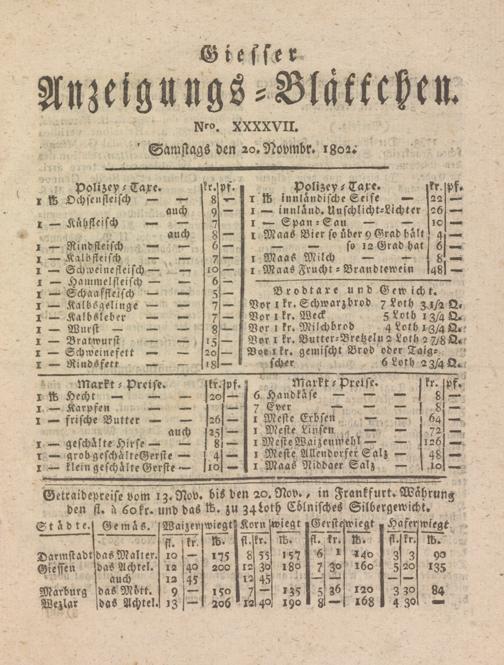 Giesser
Anzeigungs-Blättchen.
Nro. XXXXVII.
Samstags den 20. Novmbr. 1802.
Polizey-Taxe. kr. pf.
1 ℔ Ochsenfleisch — — 8 —
auch 9 —
1 — Kühfleisch 7 —
auch 8 —
1 — Rindfleisch — — 6 —
1 — Kalbfleisch — — 7 —
1 — Schweinefleisch — — 10 —
1 — Hammelfleisch — — 6 —
1 — Schaaffleisch — — 5 —
1 — Kalbsgelinge — — 7 —
1 — Kalbsleber — — 7 —
1 — Wurst — — 8 —
1 — Bratwurst — — 15 —
1 — Schweinefett — — 20 —
1 — Rindsfett — — 18 —
Polizey-Taxe. kr. pf.
1 ℔ innländische Seife — 22 —
1 — innländ. Unschlicht-Lichter 26 —
1 — Span-Sau — — 10 —
1 Maas Bier so über 9 Grad hält 4 —
— — so 12 Grad hat 6 —
1 Maas Milch — — 8 —
1 Maas Frucht-Brandtewein 48 —
Brodtaxe und Gewicht.
Vor 1 kr. Schwarzbrod 7 Loth 3 1/2 Q.
Vor 1 kr. Weck 5 Loth 1 3/4 Q.
Vor 1 kr. Milchbrod 4 Loth 1 3/4 Q.
Vor 1 kr. Butter-Bretzeln 2 Loth 2 7/8 Q.
Vor 1 kr. gemischt Brod oder Taig-
scher 6 Loth 2 3/4 Q.
Markt-Preise. kr. pf.
1 ℔ Hecht — — 20 —
1 — Karpfen
1 — frische Butter — 26 —
auch 25 —
1 — geschälte Hirse — 8 —
1 — grob geschälte Gerste — 4 —
1 — klein geschälte Gerste — 10 —
Markt-Preise. kr. pf.
6 Handkäse — — 8 —
7 Eyer — — 8 —
1 Meste Erbsen — 64 —
1 Meste Linsen — 72 —
1 Meste Waizenmehl — 126 —
1 Meste Allendorfer Salz — 48 —
1 Maas Niddaer Salz — 10 —
Getraidepreise vom 13. Nov. bis den 20. Nov., in Frankfurt. Währung
den fl. à 60 kr. und das ℔. zu 34 Loth Cölnisches Silbergewicht.
Städte. Gemäs. Waizen wiegt Korn wiegt Gerste wiegt Hafer wiegt
fl. kr. ℔. fl. kr. ℔. fl. kr. ℔. fl. kr. ℔.
Darmstadt das Malter. 10 — 175 8 55 157 6 1 140 3 3 90
Giessen das Achtel. 12 40 200 12 30 180 7 30 160 5 20 135
auch 12 45 12 45 — — — —
Marburg das Mött. 9 — 150 7 — 135 5 36 120 3 30 84
Wezlar das Achtel. 13 — 206 12 40 190 8 — 168 4 30 —